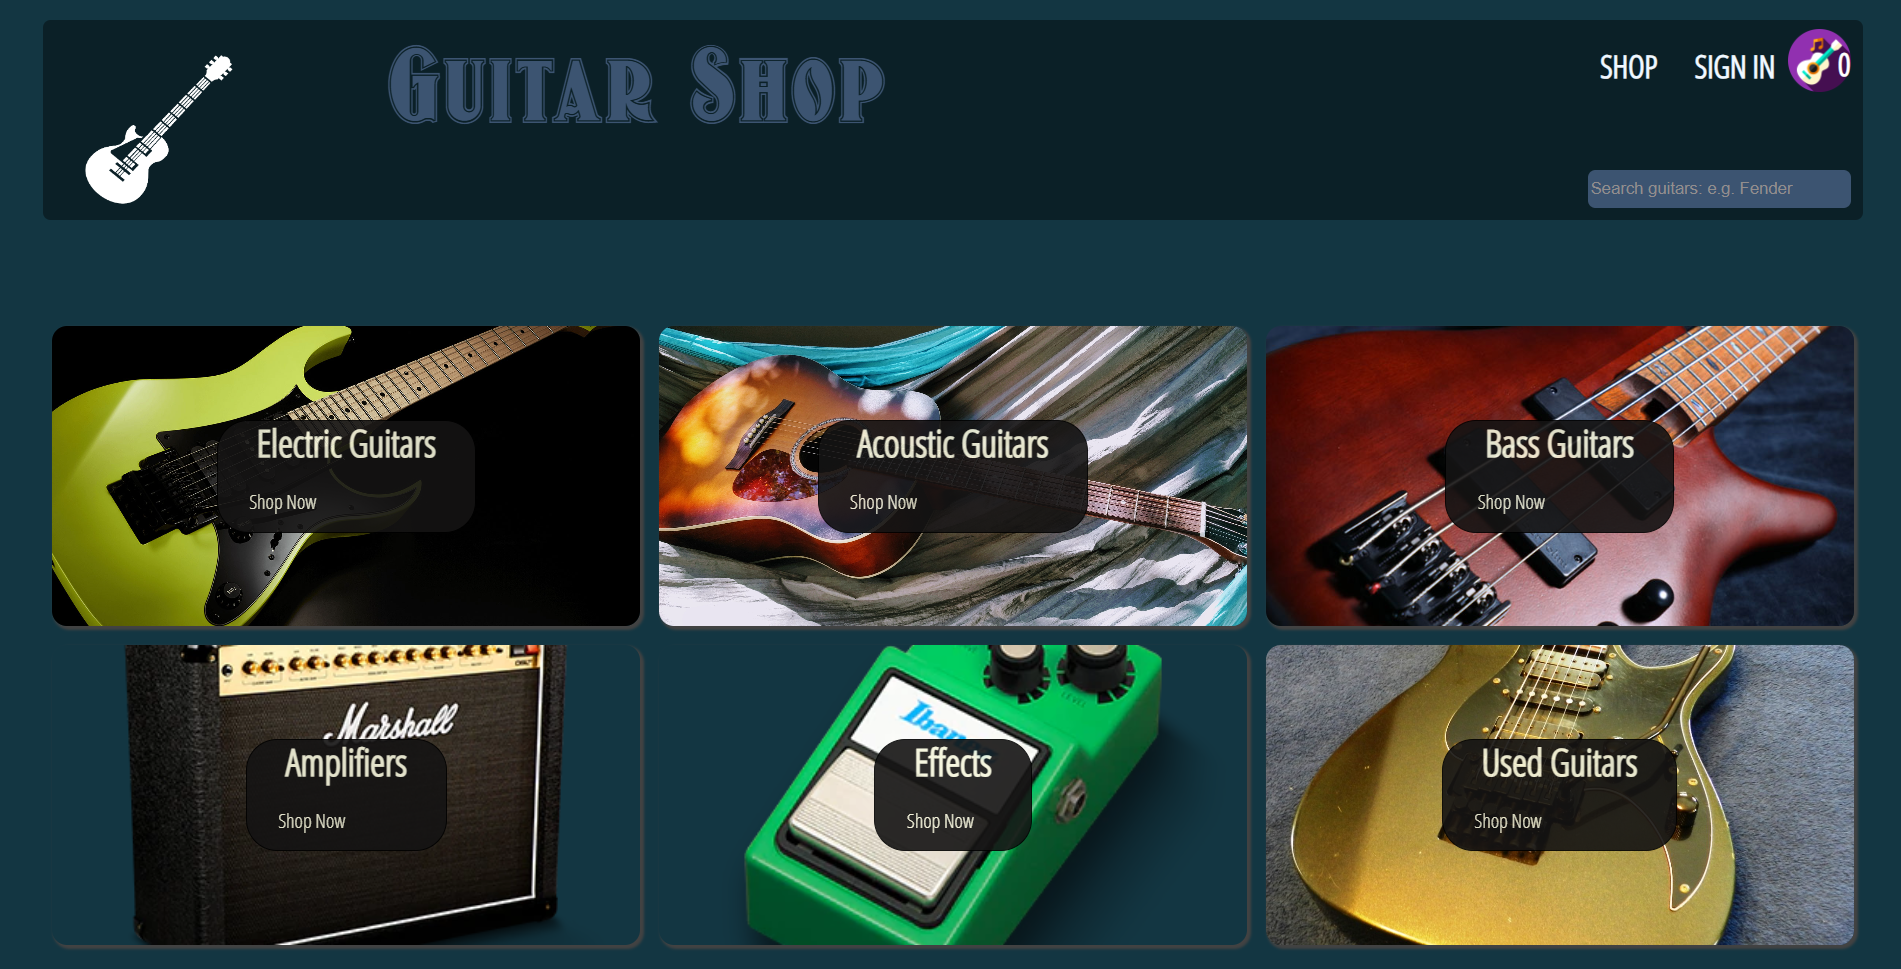 Guitar Shop
SHOP SIGN IN 0
Search guitars: e.g. Fender
Electric Guitars
Shop Now
Acoustic Guitars
Shop Now
Bass Guitars
Shop Now
Marshall
Amplifiers
Shop Now
LEVEL
Effects
Shop Now
Used Guitars
Shop Now